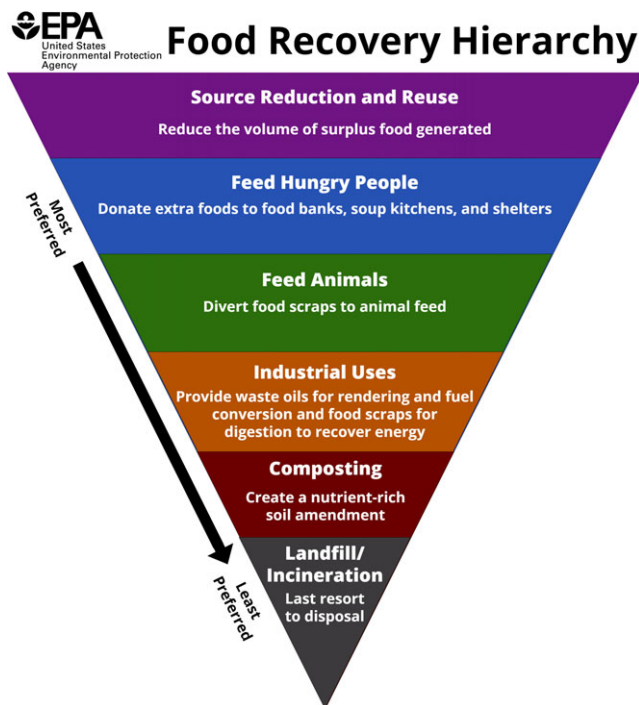 EPA
United States
Environmental Protection
Agency
Food Recovery Hierarchy
Source Reduction and Reuse
Reduce the volume of surplus food generated
Feed Hungry People
Donate extra foods to food banks, soup kitchens, and shelters
Most
Preferred
Feed Animals
Divert food scraps to animal feed
Industrial Uses
Provide waste oils for rendering and fuel
conversion and food scraps for
digestion to recover energy
Composting
Create a nutrient-rich
soil amendment
Landfill/
Incineration
Last resort
to disposal
Least
Preferred